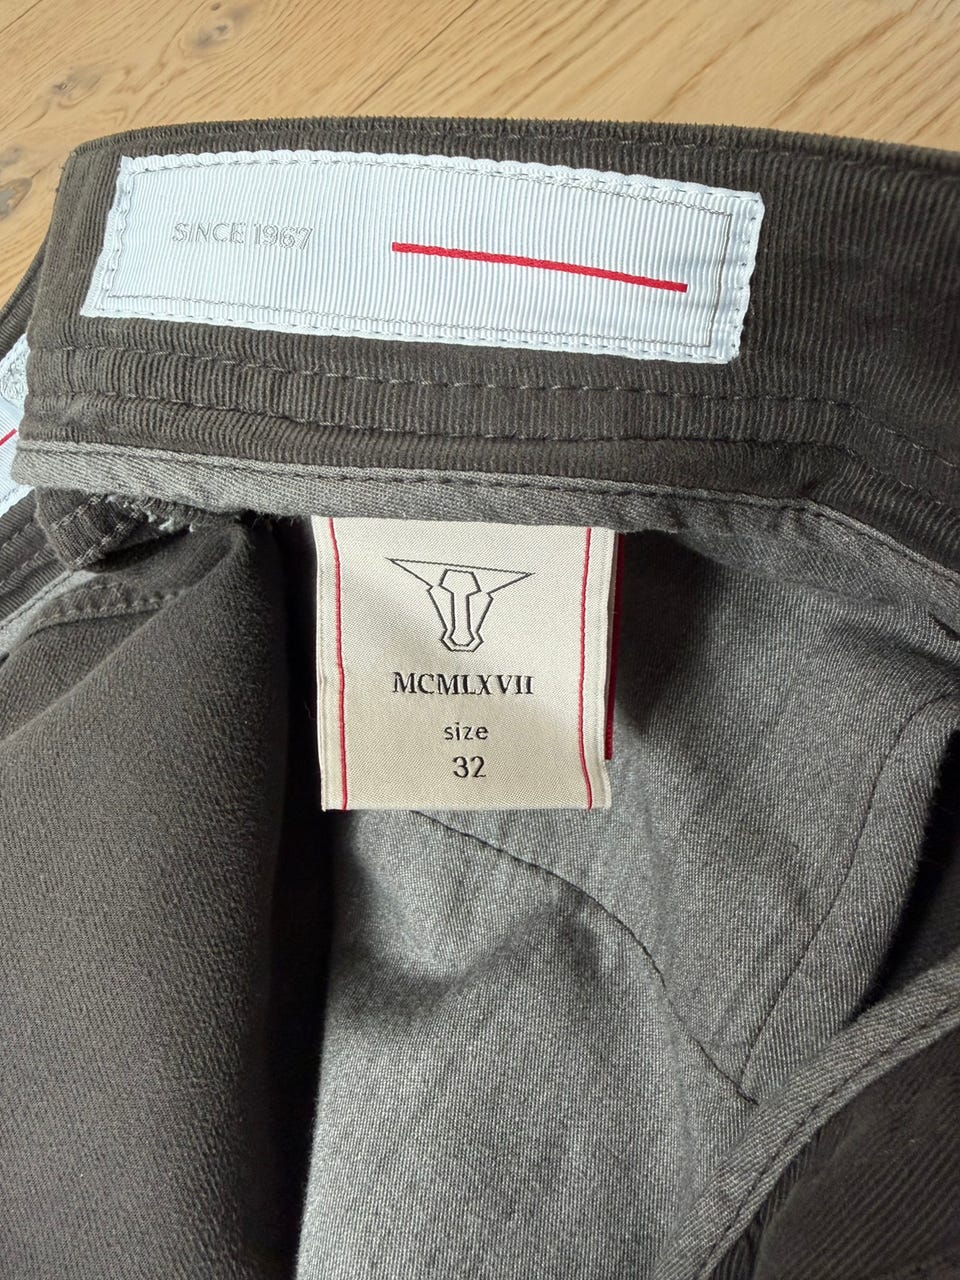 SINCE 1967
MCMLXVII
size
32